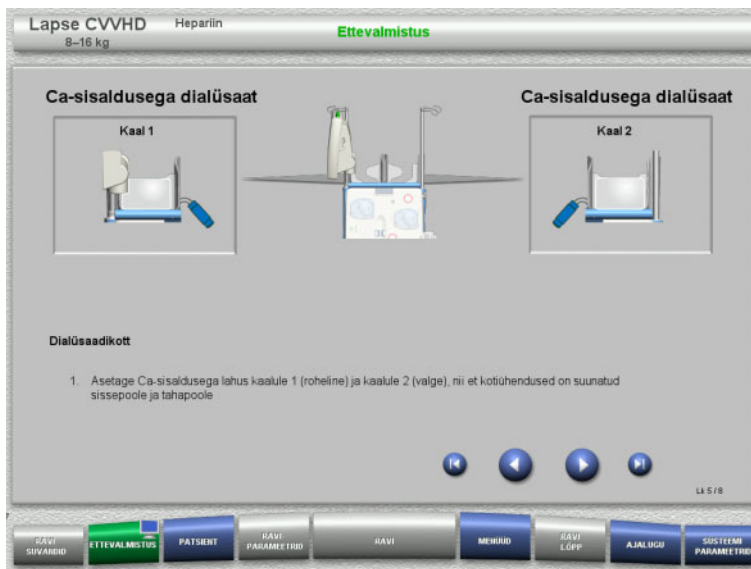 Lapse CVVHD Hepariin
8–16 kg
Ettevalmistus
Ca-sisaldusega dialüsaat
Ca-sisaldusega dialüsaat
Kaal 1
Kaal 2
Dialüsaadikott
1. Asetage Ca-sisaldusega lahus kaalule 1 (roheline) ja kaalule 2 (valge), nii et kotiühendused on suunatud
sissepoole ja tahapoole
Lk 5 / 8
RAVI
SUVANDID
ETTEVALMISTUS
PATSIENT
RAVI
PARAMEETRID
RAVI
MENÜÜD
RAVI
LÕPP
AJALUGU
SÜSTEEMI
PARAMEETRID